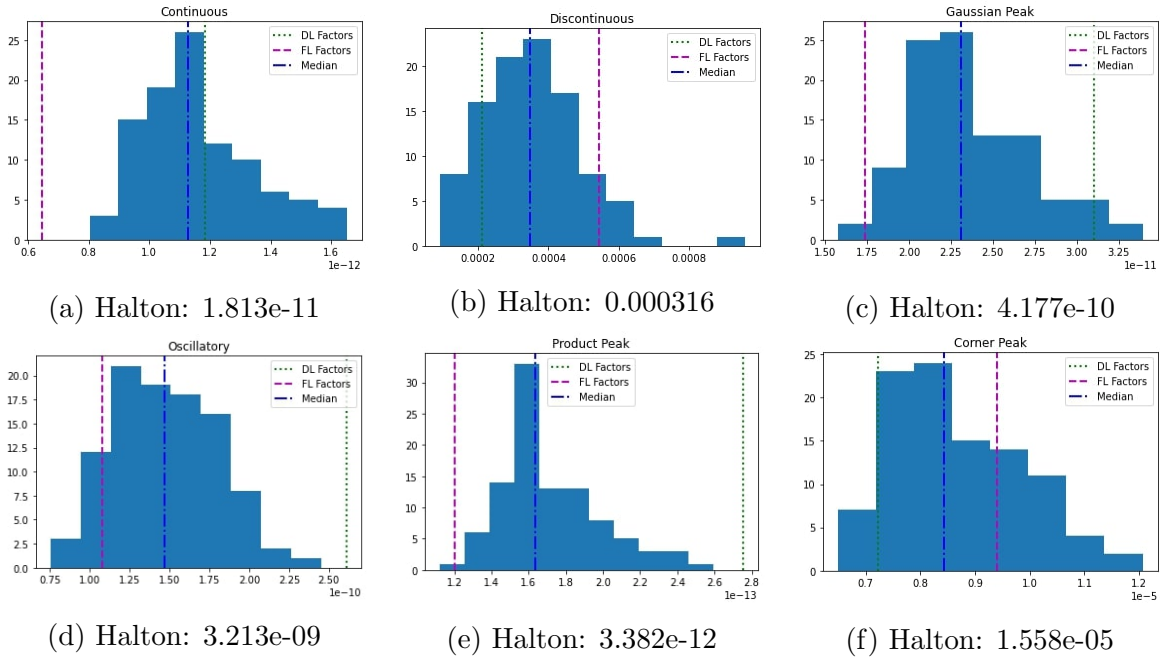 Continuous
25
20
15
10
5
0
0.6 0.8 1.0 1.2 1.4 1.6
1e−12
DL Factors
FL Factors
Median
(a) Halton: 1.813e-11
Discontinuous
20
15
10
5
0
0.0002 0.0004 0.0006 0.0008
DL Factors
FL Factors
Median
(b) Halton: 0.000316
Gaussian Peak
25
20
15
10
5
0
1.50 1.75 2.00 2.25 2.50 2.75 3.00 3.25
1e−11
DL Factors
FL Factors
Median
(c) Halton: 4.177e-10
Oscillatory
20.0
17.5
15.0
12.5
10.0
7.5
5.0
2.5
0.0
0.75 1.00 1.25 1.50 1.75 2.00 2.25 2.50
1e−10
DL Factors
FL Factors
Median
(d) Halton: 3.213e-09
Product Peak
30
25
20
15
10
5
0
1.2 1.4 1.6 1.8 2.0 2.2 2.4 2.6 2.8
1e−13
DL Factors
FL Factors
Median
(e) Halton: 3.382e-12
Corner Peak
25
20
15
10
5
0
0.7 0.8 0.9 1.0 1.1 1.2
1e−5
DL Factors
FL Factors
Median
(f) Halton: 1.558e-05